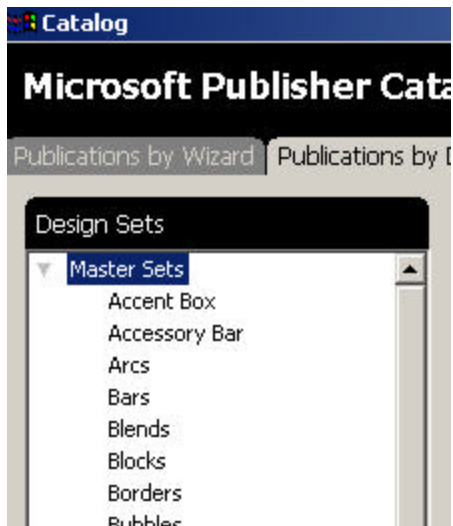 Catalog
Microsoft Publisher Cata
Publications by Wizard Publications by D
Design Sets
Master Sets
Accent Box
Accessory Bar
Arcs
Bars
Blends
Blocks
Borders
Bubbles